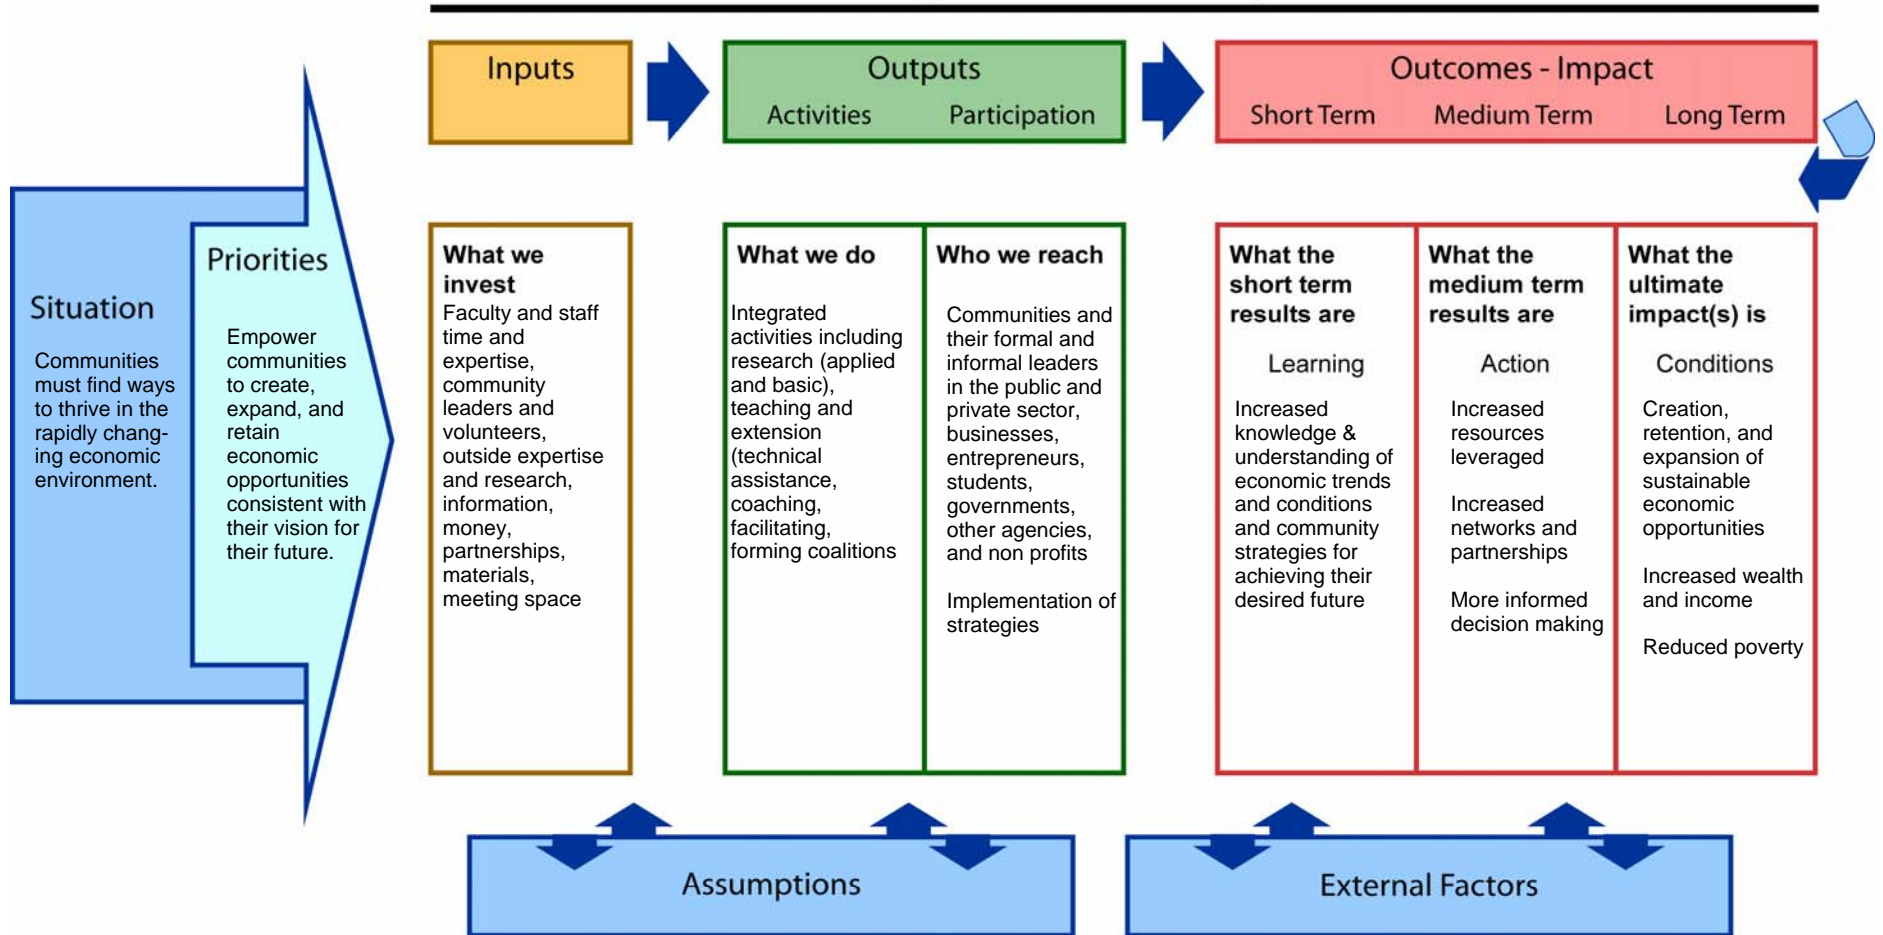 Inputs
Outputs
Activities
Participation
Outcomes - Impact
Short Term
Medium Term
Long Term
Situation
Communities
must find ways
to thrive in the
rapidly chang-
ing economic
environment.
Priorities
Empower
communities
to create,
expand, and
retain
economic
opportunities
consistent with
their vision for
their future.
What we
invest
Faculty and staff
time and
expertise,
community
leaders and
volunteers,
outside expertise
and research,
information,
money,
partnerships,
materials,
meeting space
What we do
Integrated
activities including
research (applied
and basic),
teaching and
extension
(technical
assistance,
coaching,
facilitating,
forming coalitions
Who we reach
Communities and
their formal and
informal leaders
in the public and
private sector,
businesses,
entrepreneurs,
students,
governments,
other agencies,
and non profits
Implementation of
strategies
What the
short term
results are
Learning
Increased
knowledge &
understanding of
economic trends
and conditions
and community
strategies for
achieving their
desired future
What the
medium term
results are
Action
Increased
resources
leveraged
Increased
networks and
partnerships
More informed
decision making
What the
ultimate
impact(s) is
Conditions
Creation,
retention, and
expansion of
sustainable
economic
opportunities
Increased wealth
and income
Reduced poverty
Assumptions
External Factors